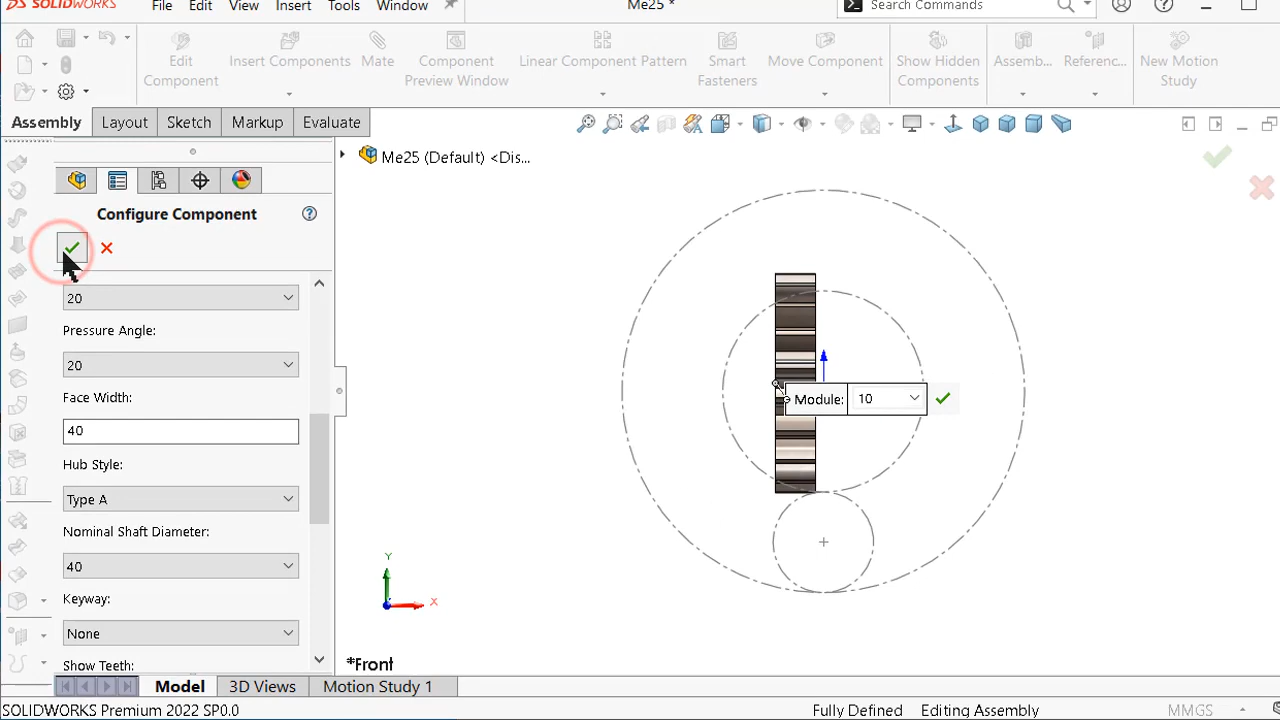 SOLIDWORKS File Edit View Insert Tools Window Me25 * Search Commands
Edit Component Insert Components Mate Component Preview Window Linear Component Pattern Smart Fasteners Move Component Show Hidden Components Assemb... Referenc... New Motion Study
Assembly Layout Sketch Markup Evaluate
Me25 (Default) <Dis...
Configure Component
20
Pressure Angle:
20
Face Width:
40
Hub Style:
Type A
Nominal Shaft Diameter:
40
Keyway:
None
Show Teeth:
Module: 10
Y
X
*Front
Model 3D Views Motion Study 1
SOLIDWORKS Premium 2022 SP0.0 Fully Defined Editing Assembly MMGS